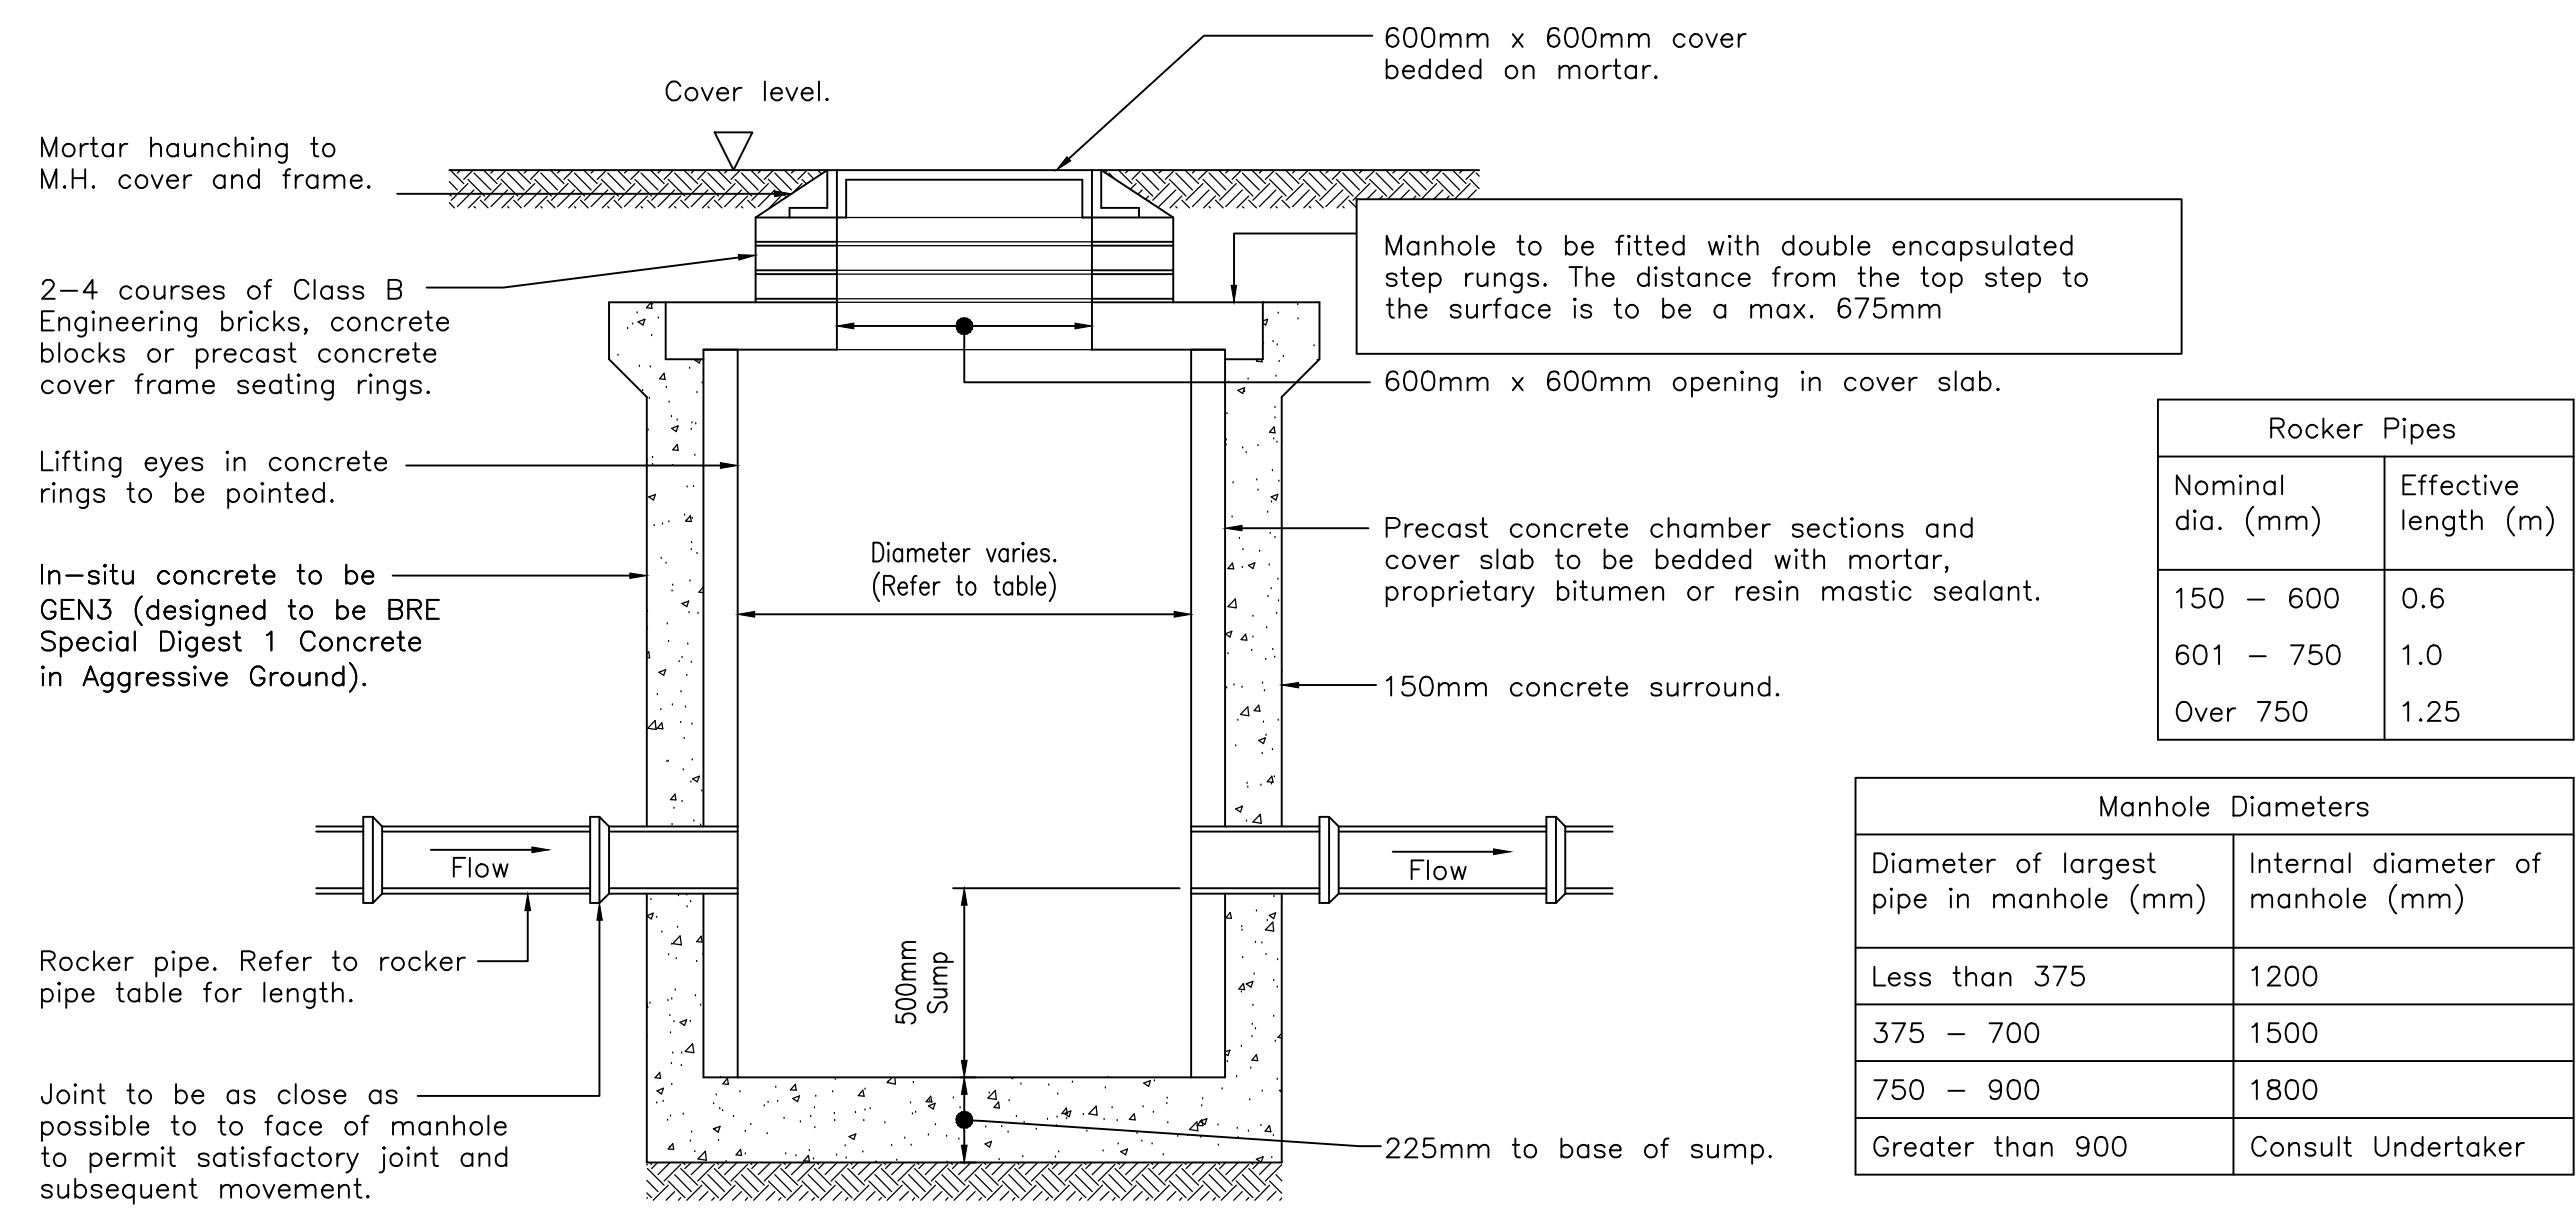 600mm x 600mm cover
bedded on mortar.
Cover level.
Mortar haunching to
M.H. cover and frame.
Manhole to be fitted with double encapsulated
step rungs. The distance from the top step to
the surface is to be a max. 675mm
2-4 courses of Class B
Engineering bricks, concrete
blocks or precast concrete
cover frame seating rings.
600mm x 600mm opening in cover slab.
Lifting eyes in concrete
rings to be pointed.
Precast concrete chamber sections and
cover slab to be bedded with mortar,
proprietary bitumen or resin mastic sealant.
Diameter varies.
(Refer to table)
In-situ concrete to be
GEN3 (designed to be BRE
Special Digest 1 Concrete
in Aggressive Ground).
150mm concrete surround.
Flow
Flow
Rocker pipe. Refer to rocker
pipe table for length.
500mm
Sump
Joint to be as close as
possible to to face of manhole
to permit satisfactory joint and
subsequent movement.
225mm to base of sump.
Rocker Pipes
Nominal
dia. (mm)
Effective
length (m)
150 - 600 0.6
601 - 750 1.0
Over 750 1.25
Manhole Diameters
Diameter of largest
pipe in manhole (mm)
Internal diameter of
manhole (mm)
Less than 375 1200
375 - 700 1500
750 - 900 1800
Greater than 900 Consult Undertaker